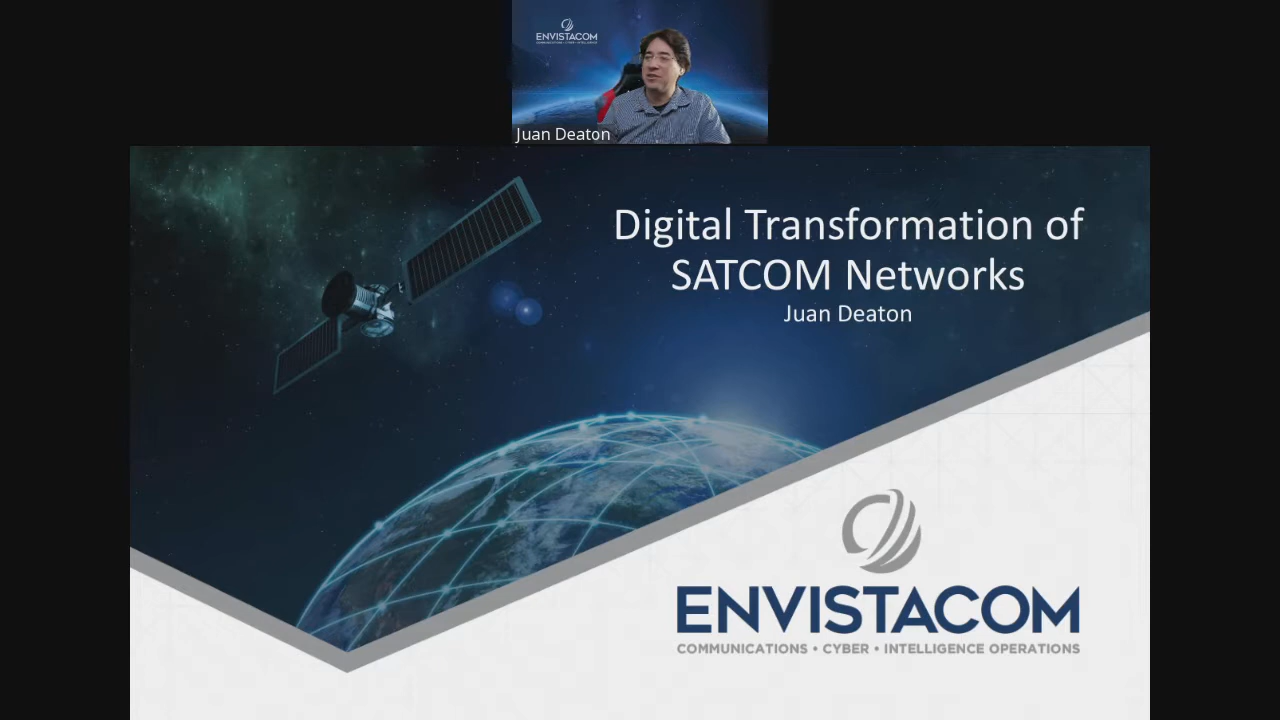 ENVISTACOM
Juan Deaton
Digital Transformation of
SATCOM Networks
Juan Deaton
ENVISTACOM
COMMUNICATIONS • CYBER • INTELLIGENCE OPERATIONS